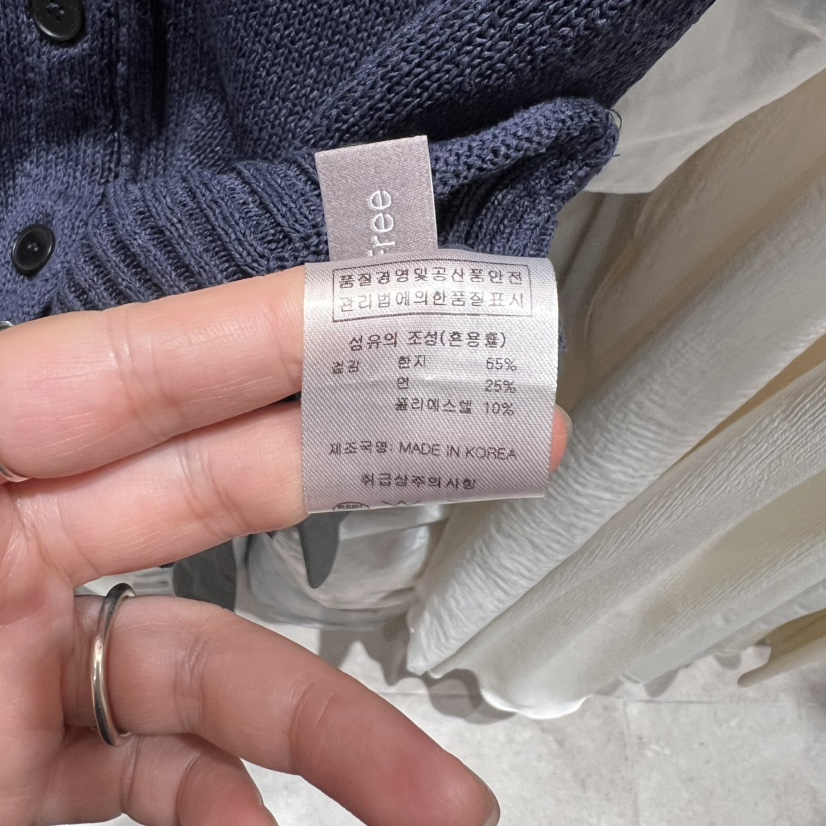 Free
품질경영및공산품안전
관리법에의한품질표시
섬유의 조성(혼용률)
겉감 한지 65%
면 25%
폴리에스텔 10%
제조국명: MADE IN KOREA
취급상주의사항